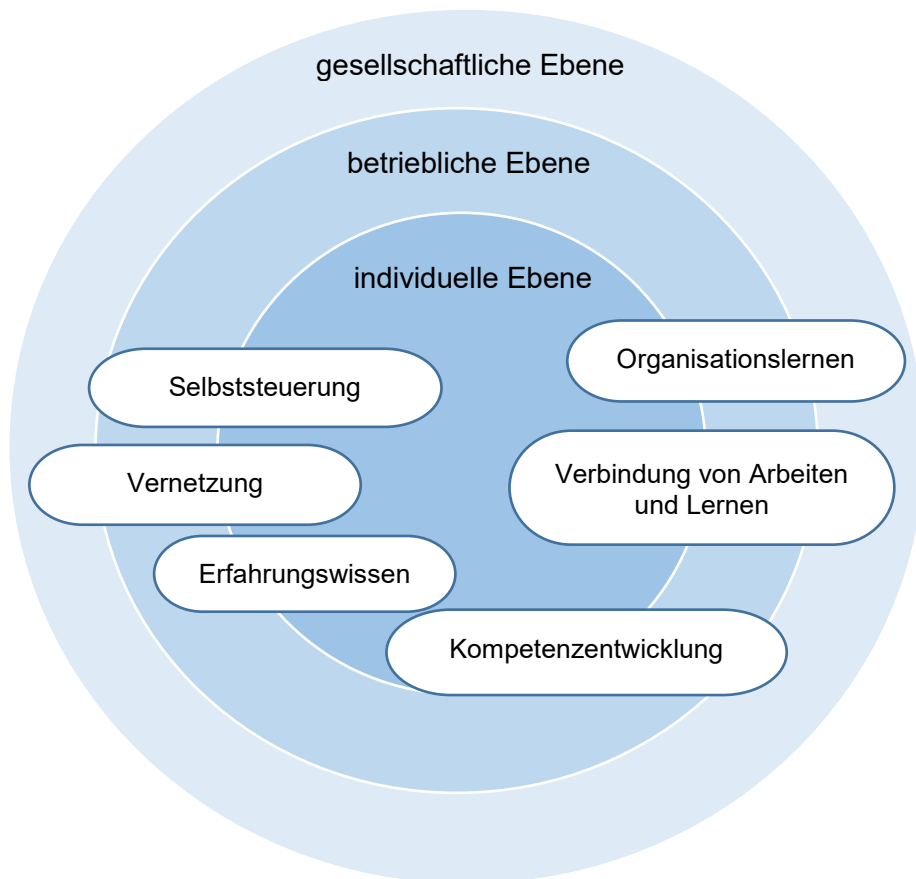 gesellschaftliche Ebene
betriebliche Ebene
individuelle Ebene
Organisationslernen
Selbststeuerung
Verbindung von Arbeiten
und Lernen
Vernetzung
Erfahrungswissen
Kompetenzentwicklung